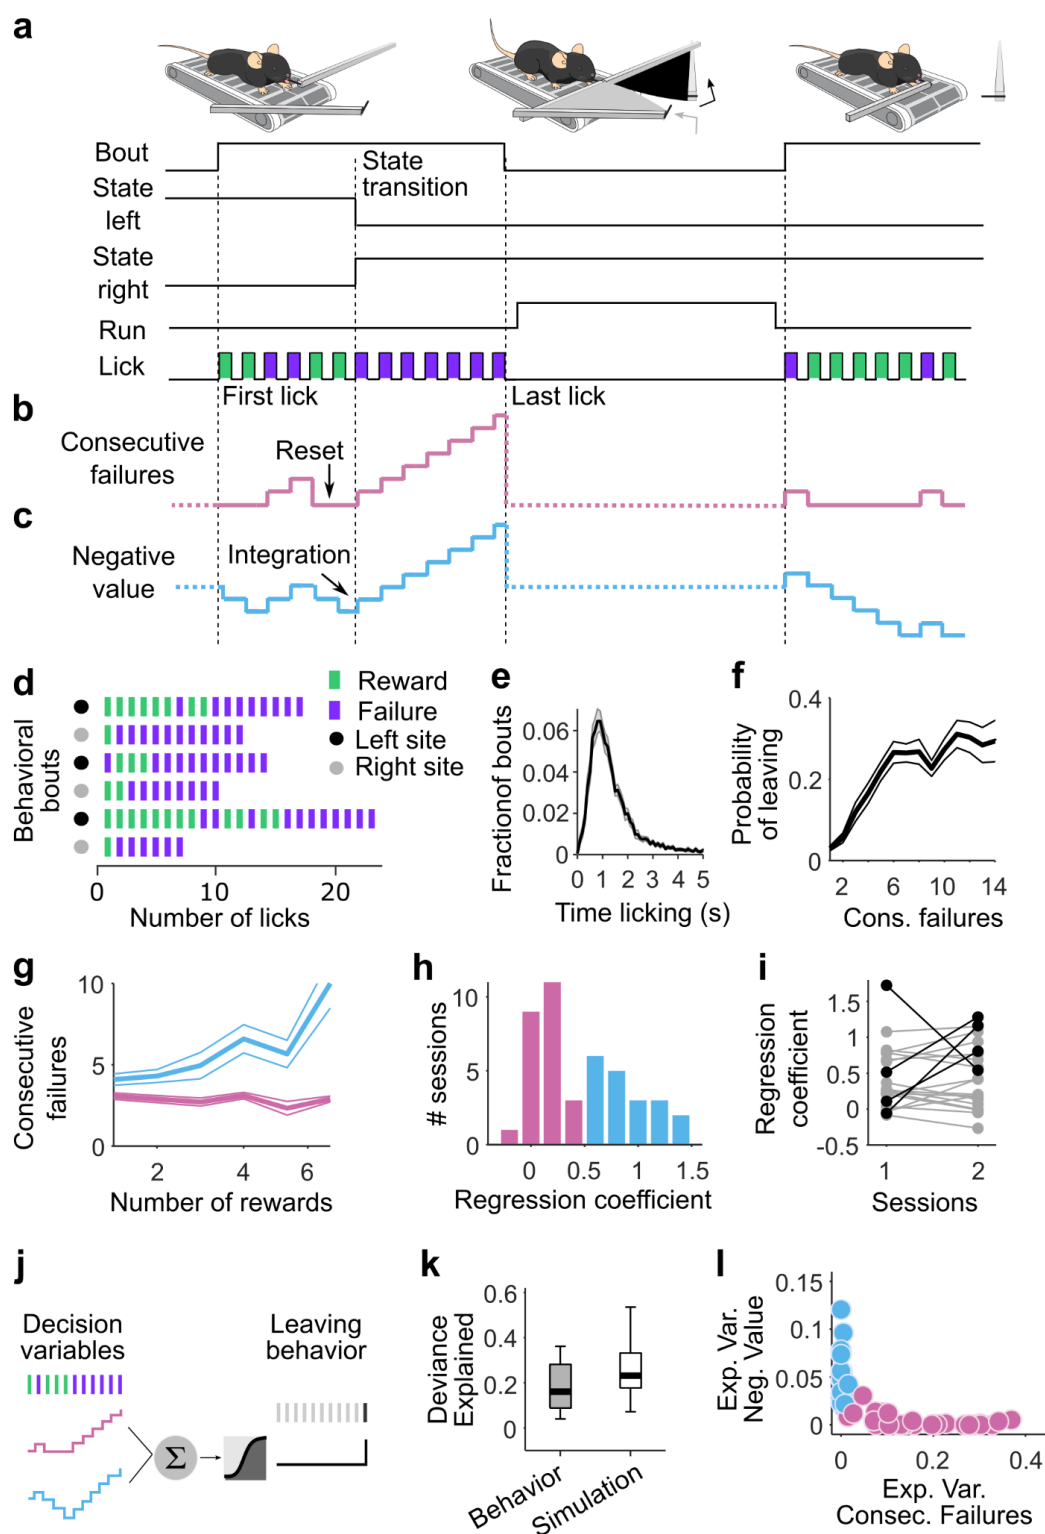 a
Bout
State
transition
State
left
State
right
Run
Lick
First lick
Last lick
b
Consecutive
failures
Reset
c
Negative
value
Integration
d
Behavioral
bouts
Reward
Failure
Left site
Right site
0
10
20
Number of licks
e
Fraction of bouts
0.06
0.04
0.02
0
0
1
2
3
4
5
Time licking (s)
f
Probability
of leaving
0.4
0.2
0
2
6
10
14
Cons. failures
g
Consecutive
failures
10
5
0
2
4
6
Number of rewards
h
# sessions
10
5
0
0
0.5
1
1.5
Regression coefficient
i
Regression
coefficient
1.5
1
0.5
0
-0.5
1
2
Sessions
j
Decision
variables
Leaving
behavior
Σ
k
Deviance
Explained
0.6
0.4
0.2
0
Behavior
Simulation
l
Exp. Var.
Neg. Value
0.15
0.1
0.05
0
0
0.2
0.4
Exp. Var.
Consec. Failures